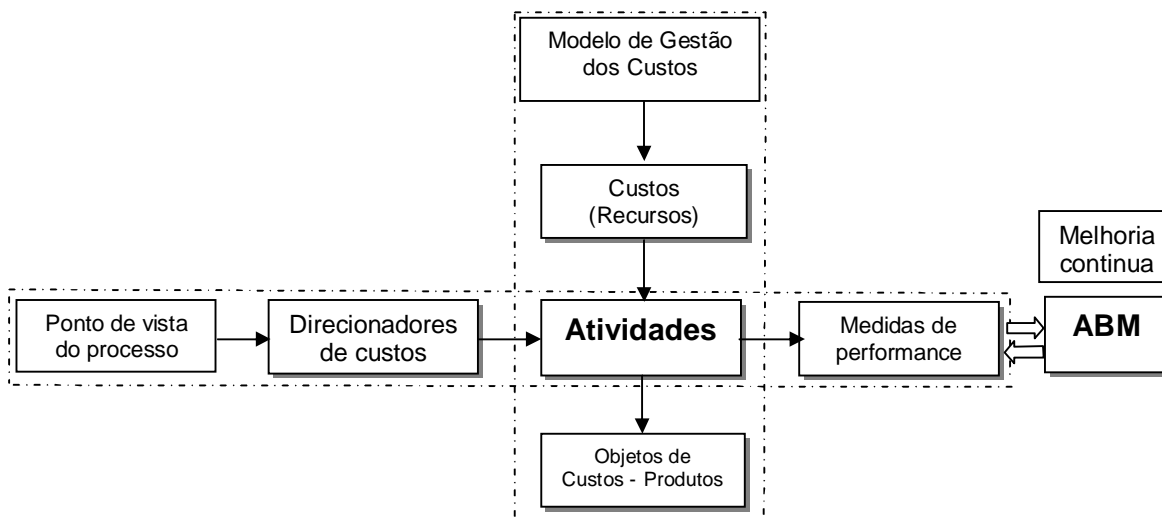 Modelo de Gestão
dos Custos
Custos
(Recursos)
Melhoria
continua
Ponto de vista
do processo
Direcionadores
de custos
Atividades
Medidas de
performance
ABM
Objetos de
Custos - Produtos